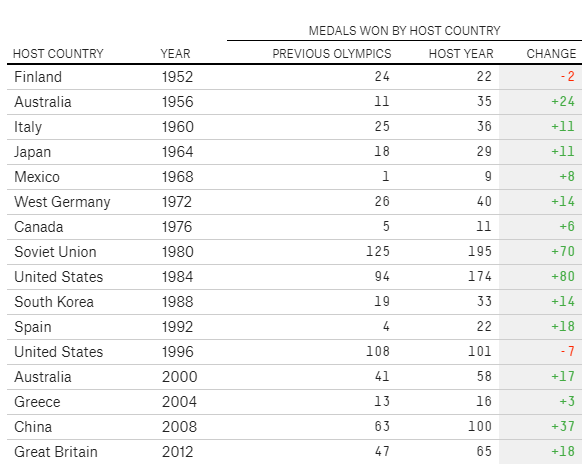 MEDALS WON BY HOST COUNTRY
HOST COUNTRY YEAR PREVIOUS OLYMPICS HOST YEAR CHANGE
Finland 1952 24 22 -2
Australia 1956 11 35 +24
Italy 1960 25 36 +11
Japan 1964 18 29 +11
Mexico 1968 1 9 +8
West Germany 1972 26 40 +14
Canada 1976 5 11 +6
Soviet Union 1980 125 195 +70
United States 1984 94 174 +80
South Korea 1988 19 33 +14
Spain 1992 4 22 +18
United States 1996 108 101 -7
Australia 2000 41 58 +17
Greece 2004 13 16 +3
China 2008 63 100 +37
Great Britain 2012 47 65 +18